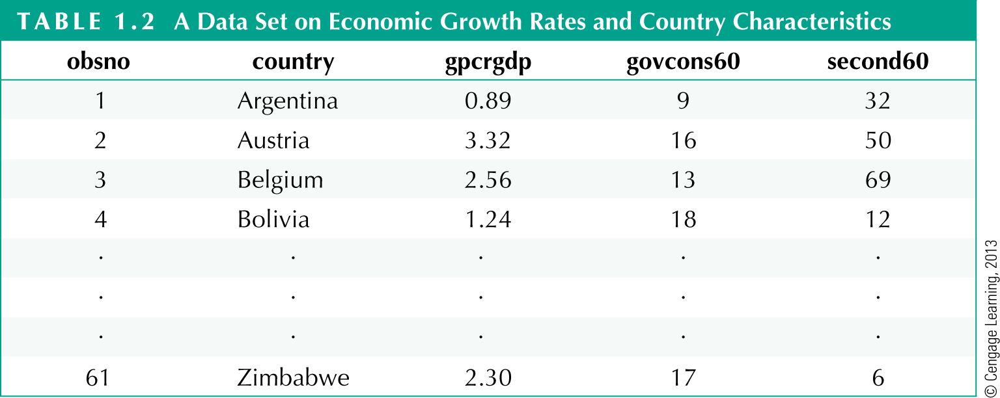 TABLE 1.2 A Data Set on Economic Growth Rates and Country Characteristics
obsno country gpcrgdp govcons60 second60
1 Argentina 0.89 9 32
2 Austria 3.32 16 50
3 Belgium 2.56 13 69
4 Bolivia 1.24 18 12
. . . . .
. . . . .
. . . . .
61 Zimbabwe 2.30 17 6
© Cengage Learning, 2013